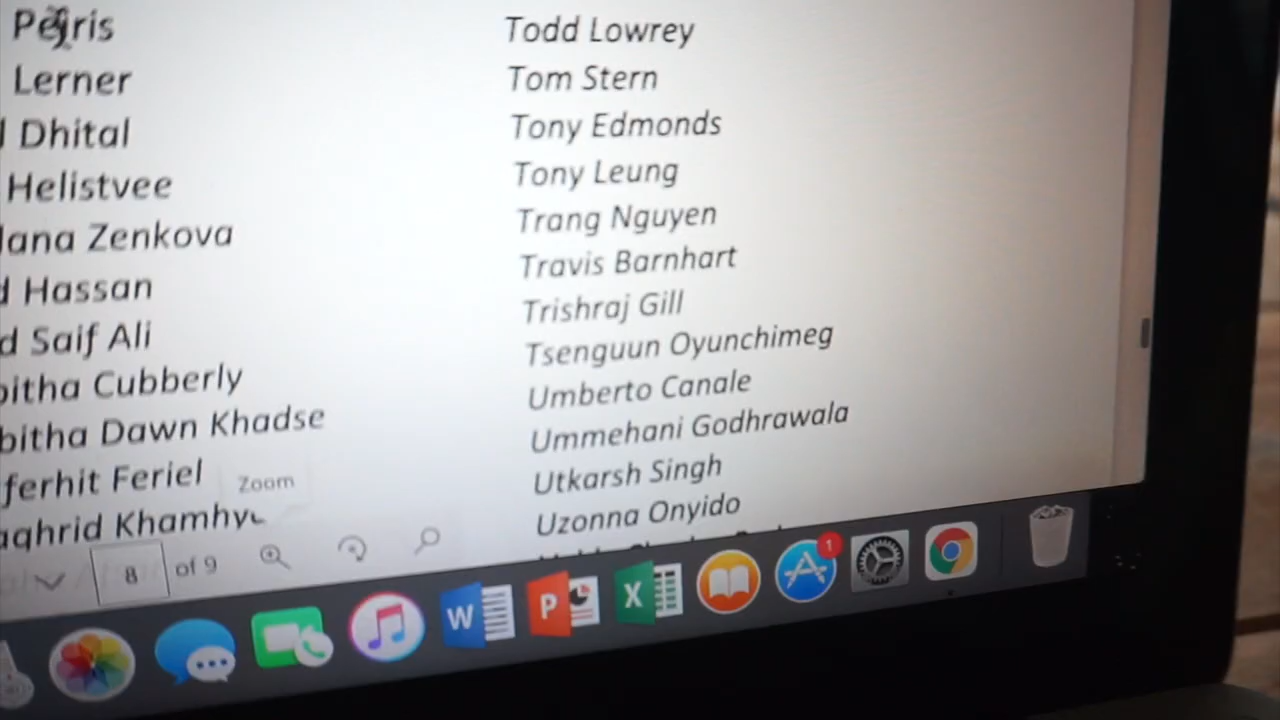 Peiris
Lerner
Dhital
Helistvee
Zenkova
Hassan
Saif Ali
Cubberly
Dawn Khadse
Feriel
Todd Lowrey
Tom Stern
Tony Edmonds
Tony Leung
Trang Nguyen
Travis Barnhart
Trishraj Gill
Tsenguun Oyunchimeg
Umberto Canale
Ummehani Godhrawala
Utkarsh Singh
Uzonna Onyido
Zoom
8 of 9
W
P
X
1